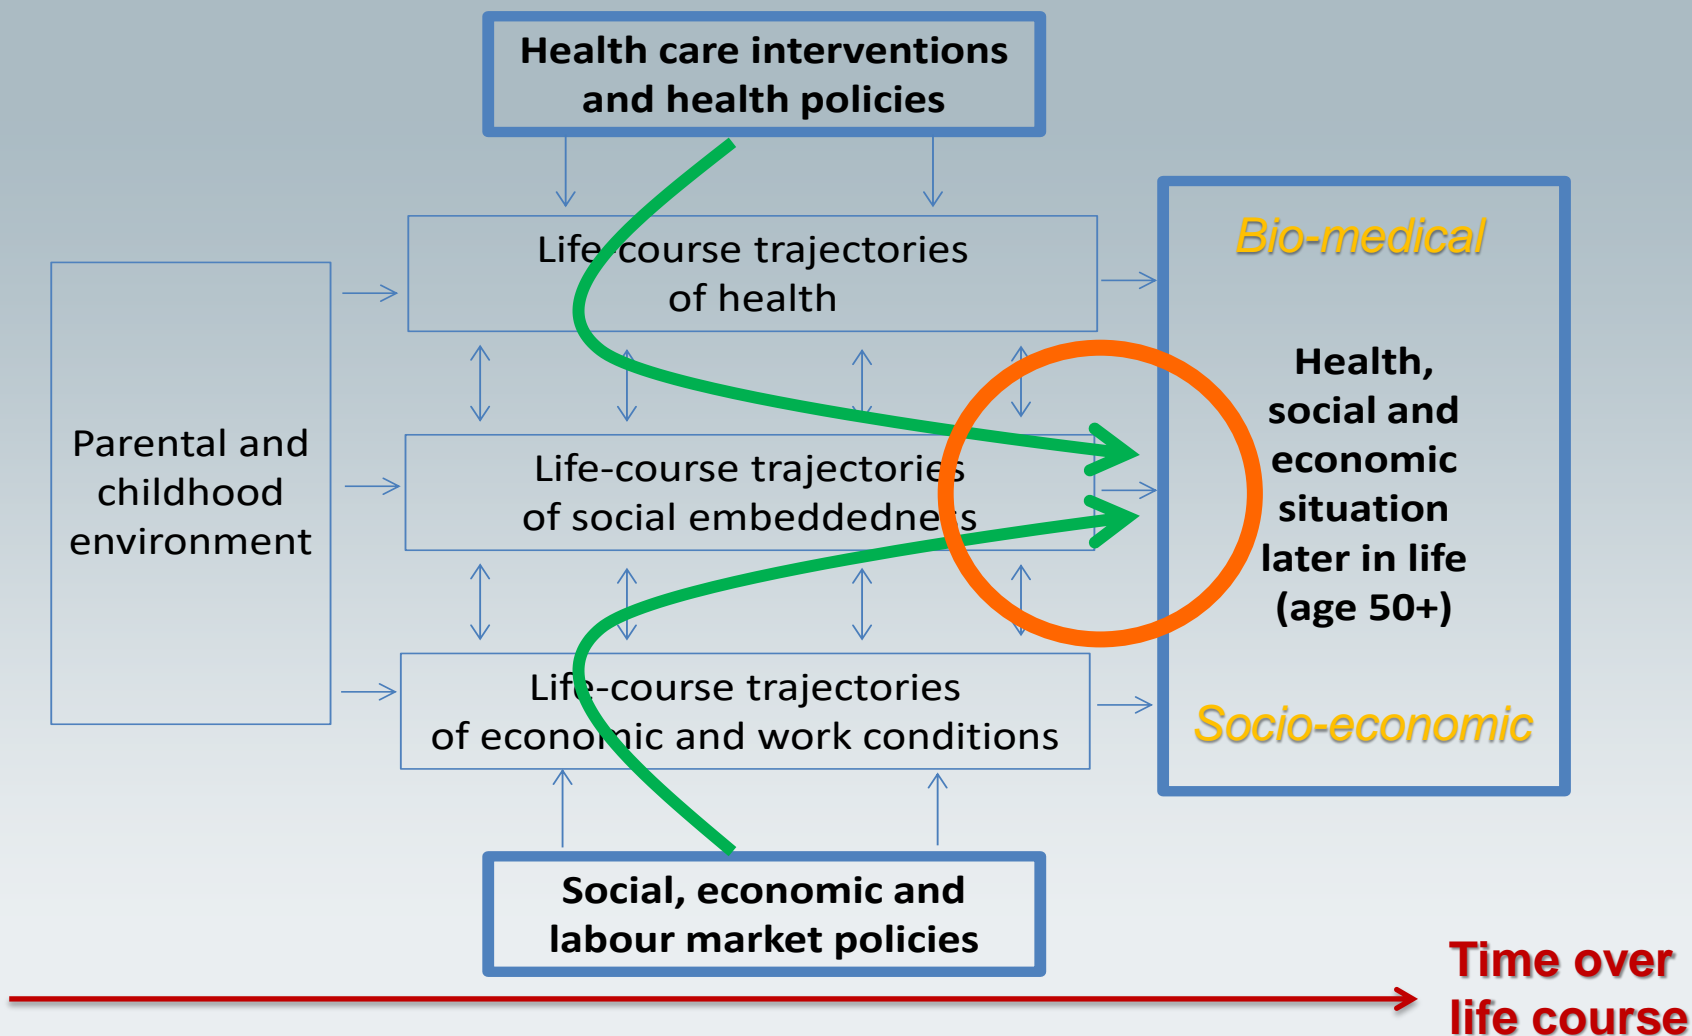 Health care interventions
and health policies
Life-course trajectories
of health
Bio-medical
Parental and
childhood
environment
Life-course trajectories
of social embeddedness
Health,
social and
economic
situation
later in life
(age 50+)
Life-course trajectories
of economic and work conditions
Socio-economic
Social, economic and
labour market policies
Time over
life course